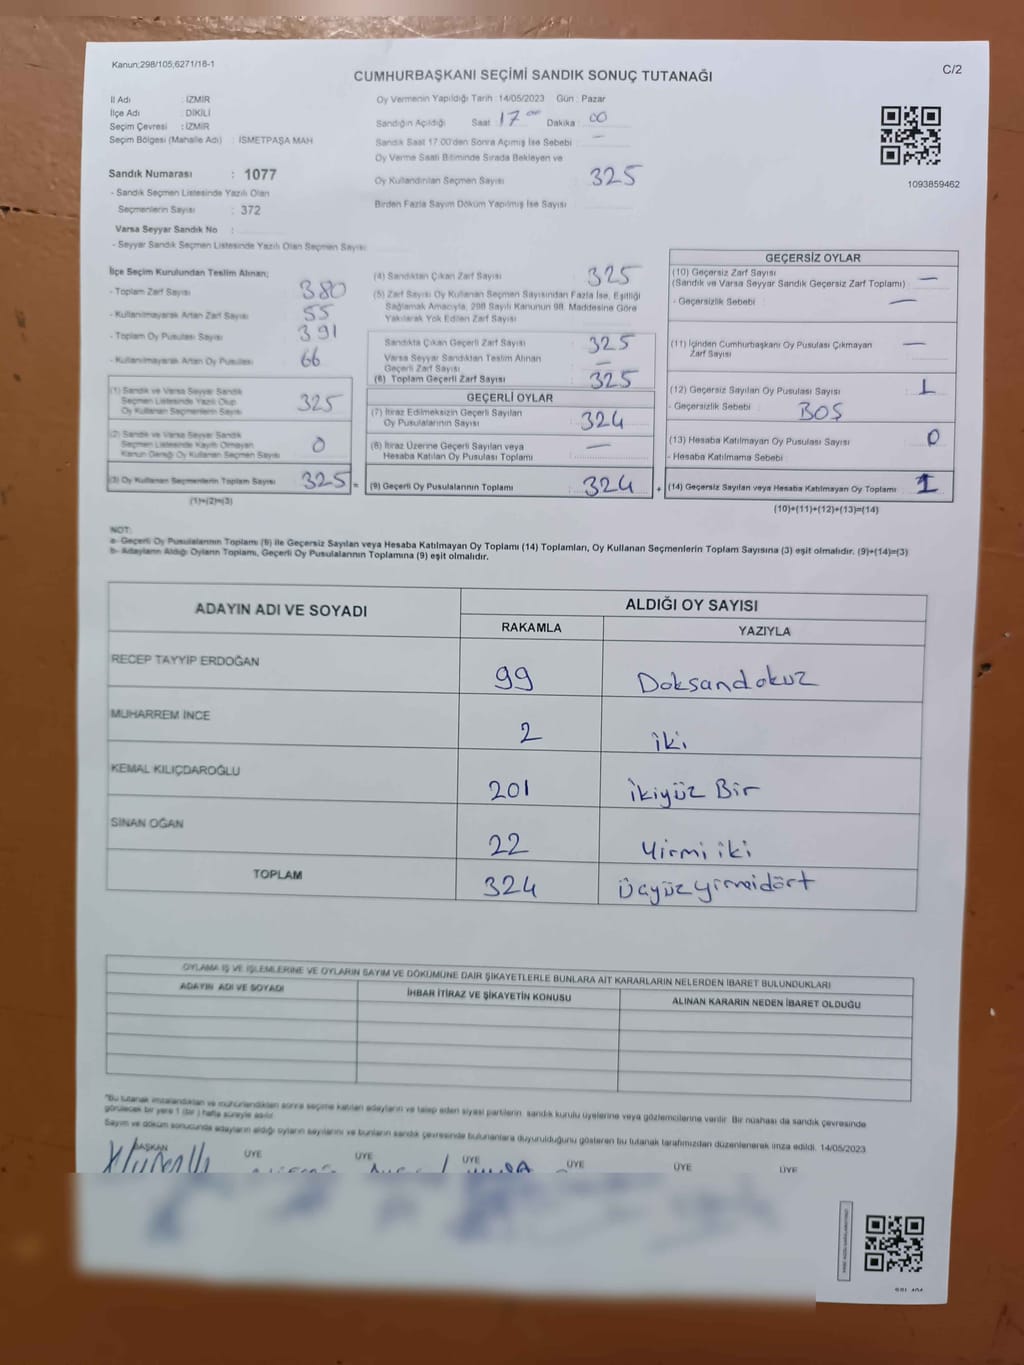 Kanun;298/105,6271/18-1
C/2
CUMHURBAŞKANI SEÇİMİ SANDIK SONUÇ TUTANAĞI
İl Adı : İZMİR
İlçe Adı : DİKİLİ
Seçim Çevresi : İZMİR
Seçim Bölgesi (Mahalle Adı) : İSMETPAŞA MAH
Sandık Numarası : 1077
- Sandık Seçmen Listesinde Yazılı Olan
Seçmenlerin Sayısı : 372
Varsa Seyyar Sandık No :
- Seyyar Sandık Seçmen Listesinde Yazılı Olan Seçmen Sayısı
Oy Vermenin Yapıldığı Tarih :14/05/2023 Gün : Pazar
Sandığın Açıldığı Saat : 17 Dakika : 00
Sandık Saat 17:00'den Sonra Açımış İse Sebebi : —
Oy Verme Saati Bitiminde Sırada Bekleyen ve
Oy Kullandırılan Seçmen Sayısı : 325
Birden Fazla Sayım Döküm Yapılmış İse Sayısı
1093859462
İlçe Seçim Kurulundan Teslim Alınan;
- Toplam Zarf Sayısı : 380
- Kullanılmayarak Artan Zarf Sayısı : 55
- Toplam Oy Pusulası Sayısı : 391
- Kullanılmayarak Artan Oy Pusulası : 66
(1) Sandık ve Varsa Seyyar Sandık
Seçmen Listesinde Yazılı Olup
Oy Kullanan Seçmenlerin Sayısı : 325
(2) Sandık ve Varsa Seyyar Sandık
Seçmen Listesinde Kayıtlı Olmayan
Kanun Gereği Oy Kullanan Seçmen Sayısı : 0
(3) Oy Kullanan Seçmenlerin Toplam Sayısı : 325 =
(1)+(2)=(3)
(4) Sandıktan Çıkan Zarf Sayısı : 325
(5) Zarf Sayısı Oy Kullanan Seçmen Sayısından Fazla İse, Eşitliği
Sağlamak Amacıyla, 298 Sayılı Kanunun 98. Maddesine Göre
Yakılarak Yok Edilen Zarf Sayısı :
Sandıkta Çıkan Geçerli Zarf Sayısı : 325
Varsa Seyyar Sandıktan Teslim Alınan
Geçerli Zarf Sayısı : —
(6) Toplam Geçerli Zarf Sayısı : 325
GEÇERLİ OYLAR
(7) İtiraz Edilmeksizin Geçerli Sayılan
Oy Pusulalarının Sayısı : 324
(8) İtiraz Üzerine Geçerli Sayılan veya
Hesaba Katılan Oy Pusulası Toplamı : —
(9) Geçerli Oy Pusulalarının Toplamı : 324 +
GEÇERSİZ OYLAR
(10) Geçersiz Zarf Sayısı
(Sandık ve Varsa Seyyar Sandık Geçersiz Zarf Toplamı) : —
- Geçersizlik Sebebi : —
(11) İçinden Cumhurbaşkanı Oy Pusulası Çıkmayan
Zarf Sayısı : —
(12) Geçersiz Sayılan Oy Pusulası Sayısı : 1
- Geçersizlik Sebebi : BOŞ
(13) Hesaba Katılmayan Oy Pusulası Sayısı : 0
- Hesaba Katılmama Sebebi :
(14) Geçersiz Sayılan veya Hesaba Katılmayan Oy Toplamı : 1
(10)+(11)+(12)+(13)=(14)
NOT:
a- Geçerli Oy Pusulalarının Toplamı (9) ile Geçersiz Sayılan veya Hesaba Katılmayan Oy Toplamı (14) Toplamları, Oy Kullanan Seçmenlerin Toplam Sayısına (3) eşit olmalıdır. (9)+(14)=(3)
b- Adayların Aldığı Oyların Toplamı, Geçerli Oy Pusulalarının Toplamına (9) eşit olmalıdır.
ADAYIN ADI VE SOYADI
ALDIĞI OY SAYISI
RAKAMLA YAZIYLA
RECEP TAYYİP ERDOĞAN 99 Doksandokuz
MUHARREM İNCE 2 İki
KEMAL KILIÇDAROĞLU 201 İkiyüz Bir
SİNAN OĞAN 22 Yirmi iki
TOPLAM 324 Üçyüzyirmidört
OYLAMA İŞ VE İŞLEMLERİNE VE OYLARIN SAYIM VE DÖKÜMÜNE DAİR ŞİKAYETLERLE BUNLARA AİT KARARLARIN NELERDEN İBARET BULUNDUKLARI
ADAYIN ADI VE SOYADI İHBAR İTİRAZ VE ŞİKAYETİN KONUSU ALINAN KARARIN NEDEN İBARET OLDUĞU
"Bu tutanak imzalandıktan ve mühürlendikten sonra seçime katılan adayların ve talep eden siyasi partilerin, sandık kurulu üyelerine veya gözlemcilerine verilir. Bir nüshası da sandık çevresinde
görülecek bir yere 1 (bir) hafta süreyle asılır.
Sayım ve döküm sonucunda adayların aldığı oyların sayılarını ve bunların sandık çevresinde bulunanlara duyurulduğunu gösteren bu tutanak tarafımızdan düzenlenerek imza edildi. 14/05/2023
BAŞKAN ÜYE ÜYE ÜYE ÜYE ÜYE ÜYE